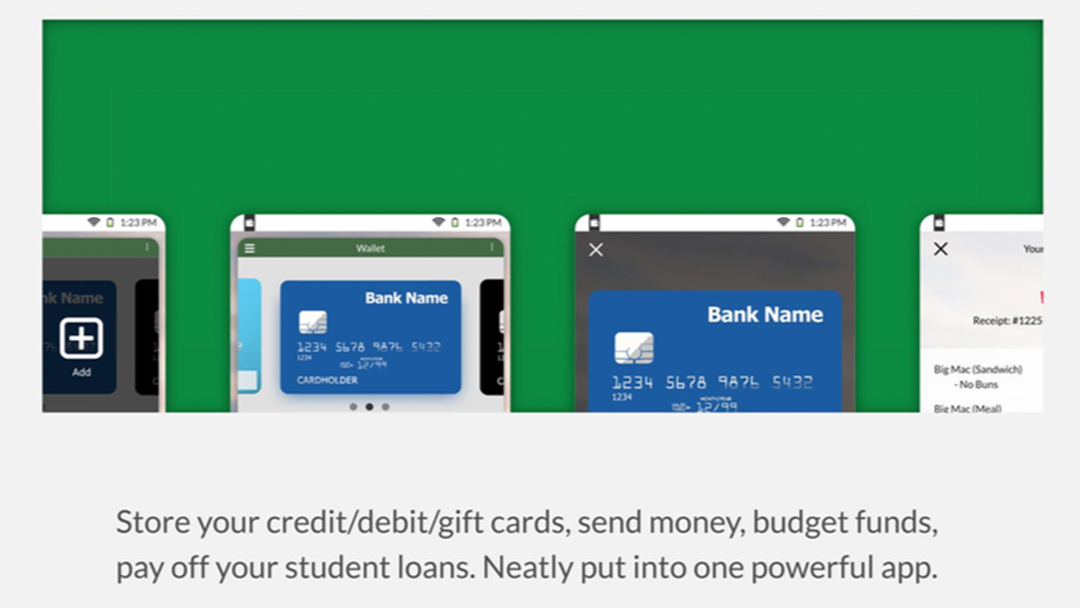 1:23 PM
1:23 PM
1:23 PM
Wallet
Your
nk Name
Bank Name
Bank Name
Receipt: #1225
Add
1234 5678 9876 5432
1234
12/99
CARDHOLDER
1234 5678 9876 5432
1234
12/99
Big Mac (Sandwich)
- No Buns
Big Mac (Meal)
Store your credit/debit/gift cards, send money, budget funds,
pay off your student loans. Neatly put into one powerful app.